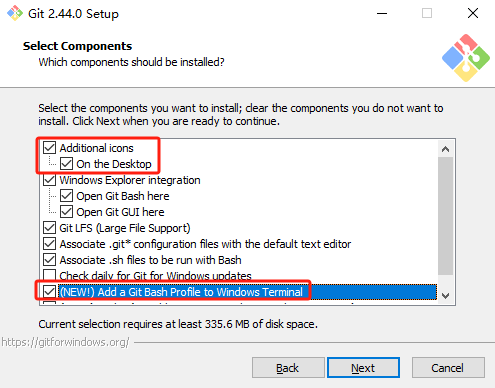 Git 2.44.0 Setup
Select Components
Which components should be installed?
Select the components you want to install; clear the components you do not want to
install. Click Next when you are ready to continue.
Additional icons
On the Desktop
Windows Explorer integration
Open Git Bash here
Open Git GUI here
Git LFS (Large File Support)
Associate .git* configuration files with the default text editor
Associate .sh files to be run with Bash
Check daily for Git for Windows updates
(NEW!) Add a Git Bash Profile to Windows Terminal
Current selection requires at least 335.6 MB of disk space.
https://gitforwindows.org/
Back
Next
Cancel